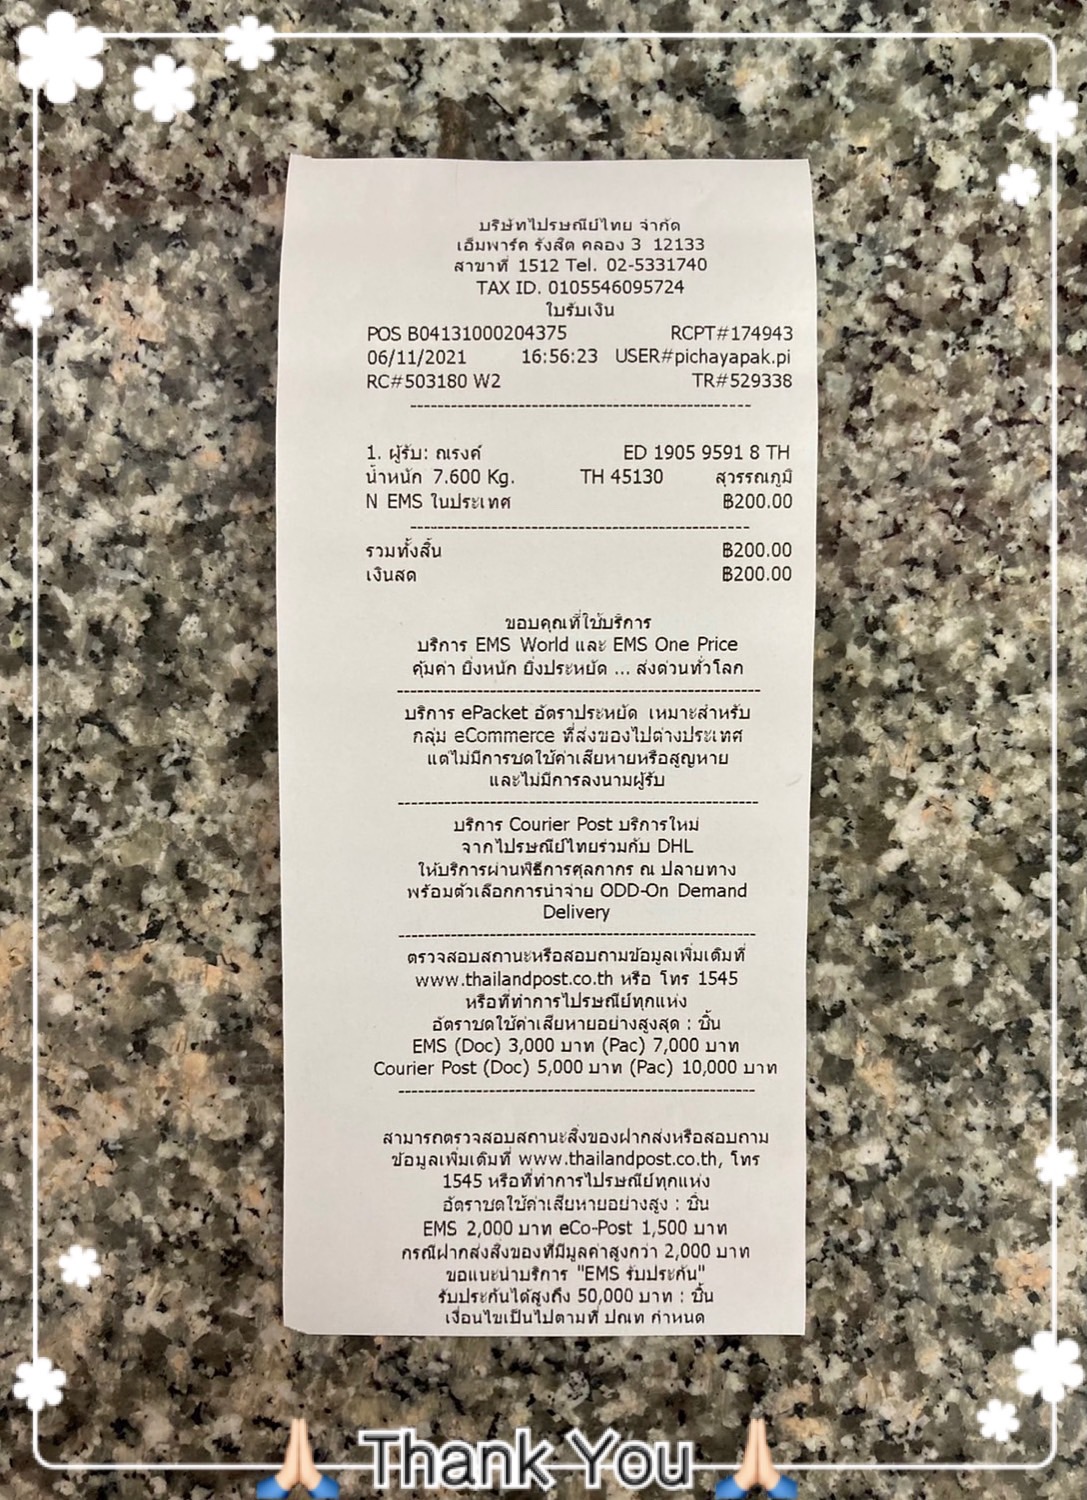 บริษัทไปรษณีย์ไทย จำกัด
เอ็มพาร์ค รังสิต คลอง 3 12133
สาขาที่ 1512 Tel. 02-5331740
TAX ID. 0105546095724
ใบรับเงิน
POS B04131000204375 RCPT#174943
06/11/2021 16:56:23 USER#pichayapak.pi
RC#503180 W2 TR#529338
1. ผู้รับ: ณรงค์ ED 1905 9591 8 TH
น้ำหนัก 7.600 Kg. TH 45130 สุวรรณภูมิ
N EMS ในประเทศ ฿200.00
รวมทั้งสิ้น ฿200.00
เงินสด ฿200.00
ขอบคุณที่ใช้บริการ
บริการ EMS World และ EMS One Price
คุ้มค่า ยิ่งหนัก ยิ่งประหยัด ... ส่งด่วนทั่วโลก
บริการ ePacket อัตราประหยัด เหมาะสำหรับ
กลุ่ม eCommerce ที่ส่งของไปต่างประเทศ
แต่ไม่มีการชดใช้ค่าเสียหายหรือสูญหาย
และไม่มีการลงนามผู้รับ
บริการ Courier Post บริการใหม่
จากไปรษณีย์ไทยร่วมกับ DHL
ให้บริการผ่านพิธีการศุลกากร ณ ปลายทาง
พร้อมตัวเลือกการนำจ่าย ODD-On Demand
Delivery
ตรวจสอบสถานะหรือสอบถามข้อมูลเพิ่มเติมที่
www.thailandpost.co.th หรือ โทร 1545
หรือที่ทำการไปรษณีย์ทุกแห่ง
อัตราชดใช้ค่าเสียหายอย่างสูงสุด : ชิ้น
EMS (Doc) 3,000 บาท (Pac) 7,000 บาท
Courier Post (Doc) 5,000 บาท (Pac) 10,000 บาท
สามารถตรวจสอบสถานะสิ่งของฝากส่งหรือสอบถาม
ข้อมูลเพิ่มเติมที่ www.thailandpost.co.th, โทร
1545 หรือที่ทำการไปรษณีย์ทุกแห่ง
อัตราชดใช้ค่าเสียหายอย่างสูง : ชิ้น
EMS 2,000 บาท eCo-Post 1,500 บาท
กรณีฝากส่งสิ่งของที่มีมูลค่าสูงกว่า 2,000 บาท
ขอแนะนำบริการ "EMS รับประกัน"
รับประกันได้สูงถึง 50,000 บาท : ชิ้น
เงื่อนไขเป็นไปตามที่ ปณท กำหนด
Thank You